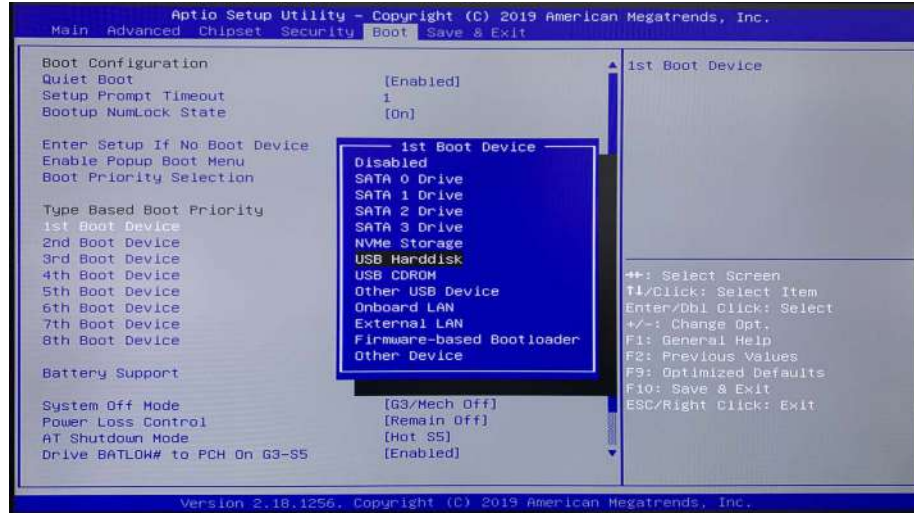 Aptio Setup Utility – Copyright (C) 2019 American Megatrends, Inc.
Main Advanced Chipset Security Boot Save & Exit
Boot Configuration
Quiet Boot [Enabled]
Setup Prompt Timeout 1
Bootup NumLock State [On]
Enter Setup If No Boot Device
Enable Popup Boot Menu
Boot Priority Selection
Type Based Boot Priority
1st Boot Device
2nd Boot Device
3rd Boot Device
4th Boot Device
5th Boot Device
6th Boot Device
7th Boot Device
8th Boot Device
Battery Support
System Off Mode [G3/Mech Off]
Power Loss Control [Remain Off]
AT Shutdown Mode [Hot S5]
Drive BATLOW# to PCH On G3-S5 [Enabled]
1st Boot Device
Disabled
SATA 0 Drive
SATA 1 Drive
SATA 2 Drive
SATA 3 Drive
NVMe Storage
USB Harddisk
USB CDROM
Other USB Device
Onboard LAN
External LAN
Firmware-based Bootloader
Other Device
1st Boot Device
→←: Select Screen
↑↓/Click: Select Item
Enter/Dbl Click: Select
+/-: Change Opt.
F1: General Help
F2: Previous Values
F9: Optimized Defaults
F10: Save & Exit
ESC/Right Click: Exit
Version 2.18.1256. Copyright (C) 2019 American Megatrends, Inc.